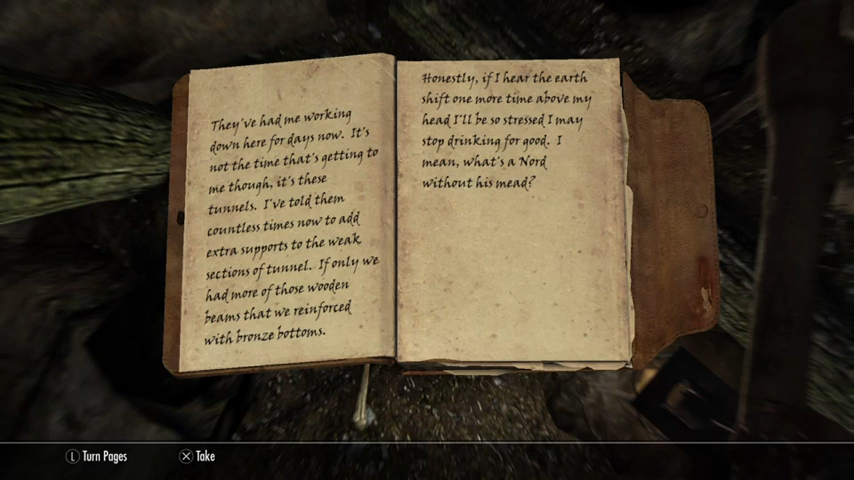 They've had me working
down here for days now. It's
not the time that's getting to
me though, it's these
tunnels. I've told them
countless times now to add
extra supports to the weak
sections of tunnel. If only we
had more of those wooden
beams that we reinforced
with bronze bottoms.
Honestly, if I hear the earth
shift one more time above my
head I'll be so stressed I may
stop drinking for good. I
mean, what's a Nord
without his mead?
L Turn Pages
X Take